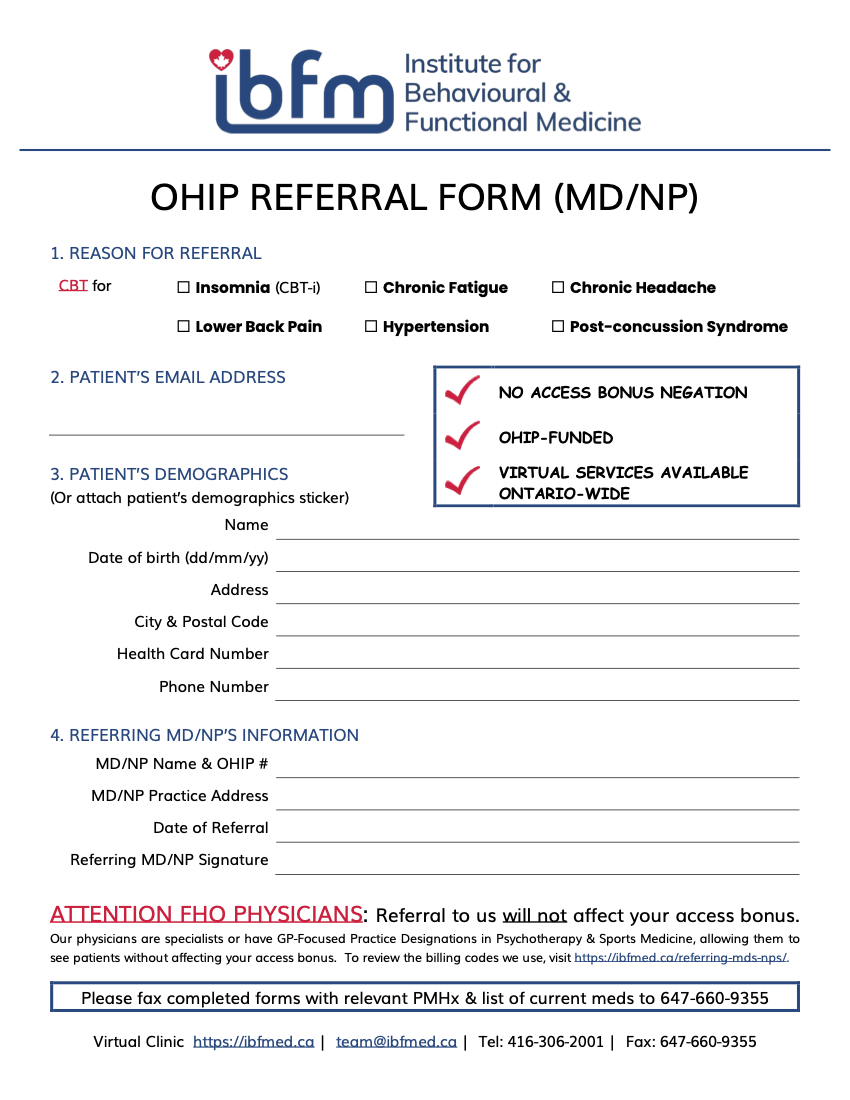 ibfm
Institute for
Behavioural &
Functional Medicine
OHIP REFERRAL FORM (MD/NP)
1. REASON FOR REFERRAL
CBT for ☐ Insomnia (CBT-i) ☐ Chronic Fatigue ☐ Chronic Headache
☐ Lower Back Pain ☐ Hypertension ☐ Post-concussion Syndrome
2. PATIENT'S EMAIL ADDRESS
NO ACCESS BONUS NEGATION
OHIP-FUNDED
VIRTUAL SERVICES AVAILABLE
ONTARIO-WIDE
3. PATIENT'S DEMOGRAPHICS
(Or attach patient's demographics sticker)
Name
Date of birth (dd/mm/yy)
Address
City & Postal Code
Health Card Number
Phone Number
4. REFERRING MD/NP'S INFORMATION
MD/NP Name & OHIP #
MD/NP Practice Address
Date of Referral
Referring MD/NP Signature
ATTENTION FHO PHYSICIANS: Referral to us will not affect your access bonus.
Our physicians are specialists or have GP-Focused Practice Designations in Psychotherapy & Sports Medicine, allowing them to
see patients without affecting your access bonus. To review the billing codes we use, visit https://ibfmed.ca/referring-mds-nps/.
Please fax completed forms with relevant PMHx & list of current meds to 647-660-9355
Virtual Clinic https://ibfmed.ca | team@ibfmed.ca | Tel: 416-306-2001 | Fax: 647-660-9355